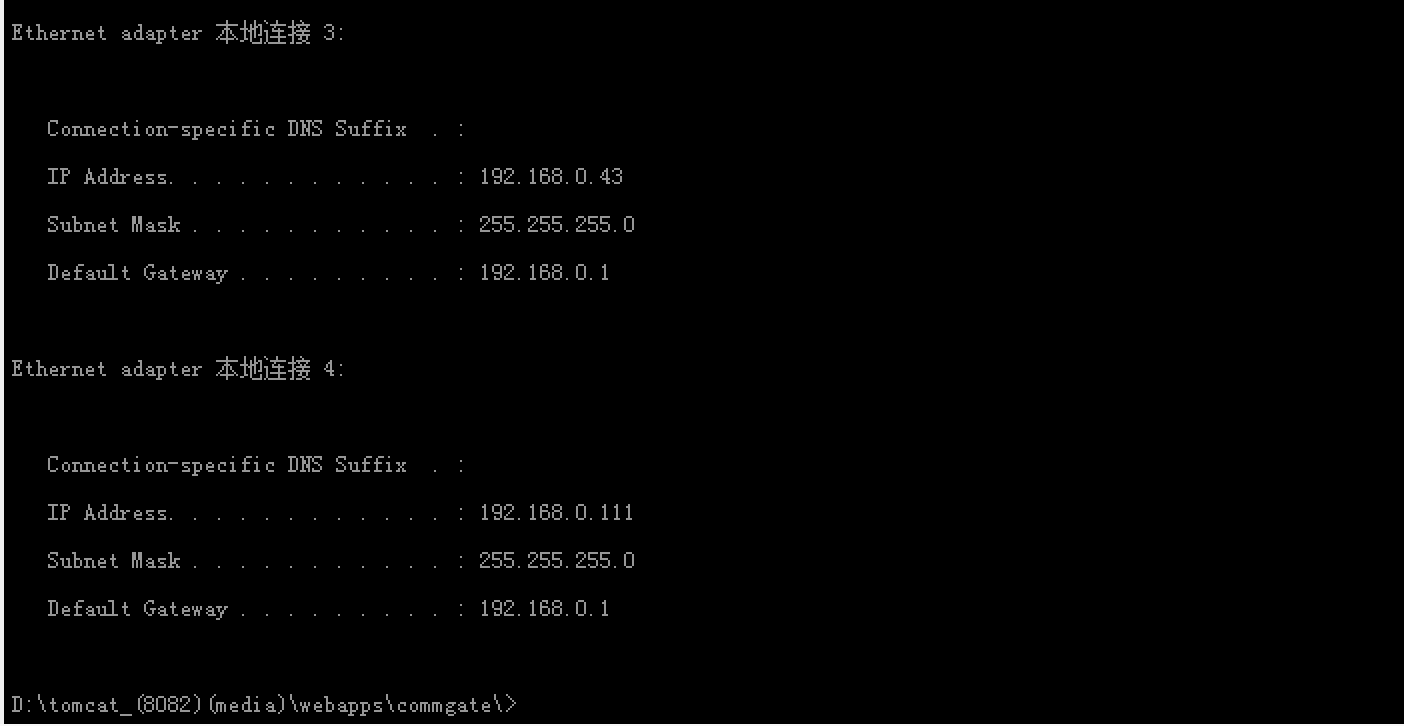 Ethernet adapter 本地连接 3:
Connection-specific DNS Suffix  . :
IP Address. . . . . . . . . . . . : 192.168.0.43
Subnet Mask . . . . . . . . . . . : 255.255.255.0
Default Gateway . . . . . . . . . : 192.168.0.1
Ethernet adapter 本地连接 4:
Connection-specific DNS Suffix  . :
IP Address. . . . . . . . . . . . : 192.168.0.111
Subnet Mask . . . . . . . . . . . : 255.255.255.0
Default Gateway . . . . . . . . . : 192.168.0.1
D:\tomcat_(8082)(media)\webapps\commgate\>